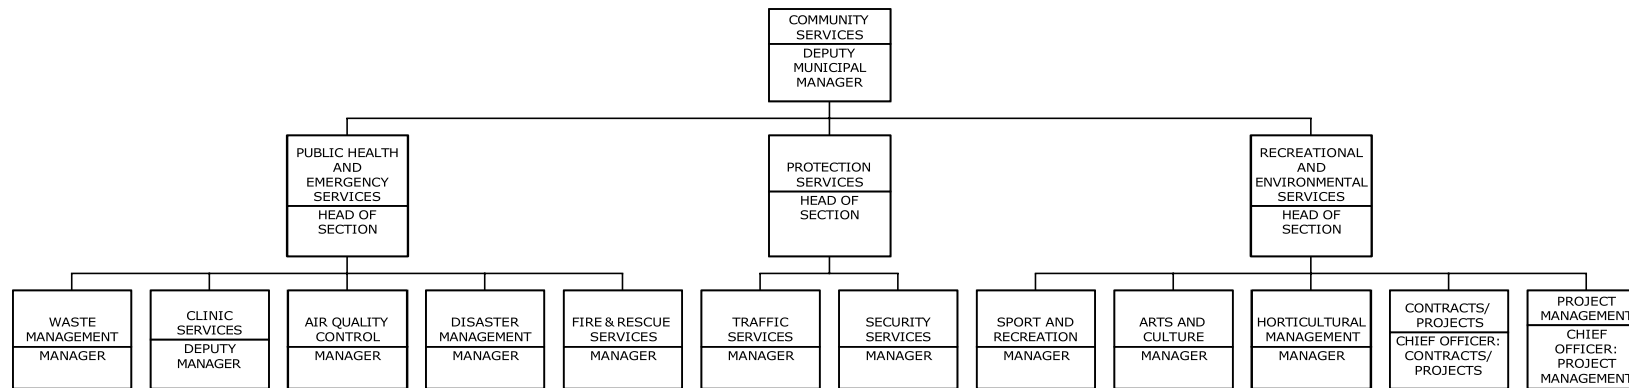 COMMUNITY
SERVICES
DEPUTY
MUNICIPAL
MANAGER
PUBLIC HEALTH
AND
EMERGENCY
SERVICES
HEAD OF
SECTION
PROTECTION
SERVICES
HEAD OF
SECTION
RECREATIONAL
AND
ENVIRONMENTAL
SERVICES
HEAD OF
SECTION
WASTE
MANAGEMENT
MANAGER
CLINIC
SERVICES
DEPUTY
MANAGER
AIR QUALITY
CONTROL
MANAGER
DISASTER
MANAGEMENT
MANAGER
FIRE & RESCUE
SERVICES
MANAGER
TRAFFIC
SERVICES
MANAGER
SECURITY
SERVICES
MANAGER
SPORT AND
RECREATION
MANAGER
ARTS AND
CULTURE
MANAGER
HORTICULTURAL
MANAGEMENT
MANAGER
CONTRACTS/
PROJECTS
CHIEF OFFICER:
CONTRACTS/
PROJECTS
PROJECT
MANAGEMENT
CHIEF
OFFICER:
PROJECT
MANAGEMENT